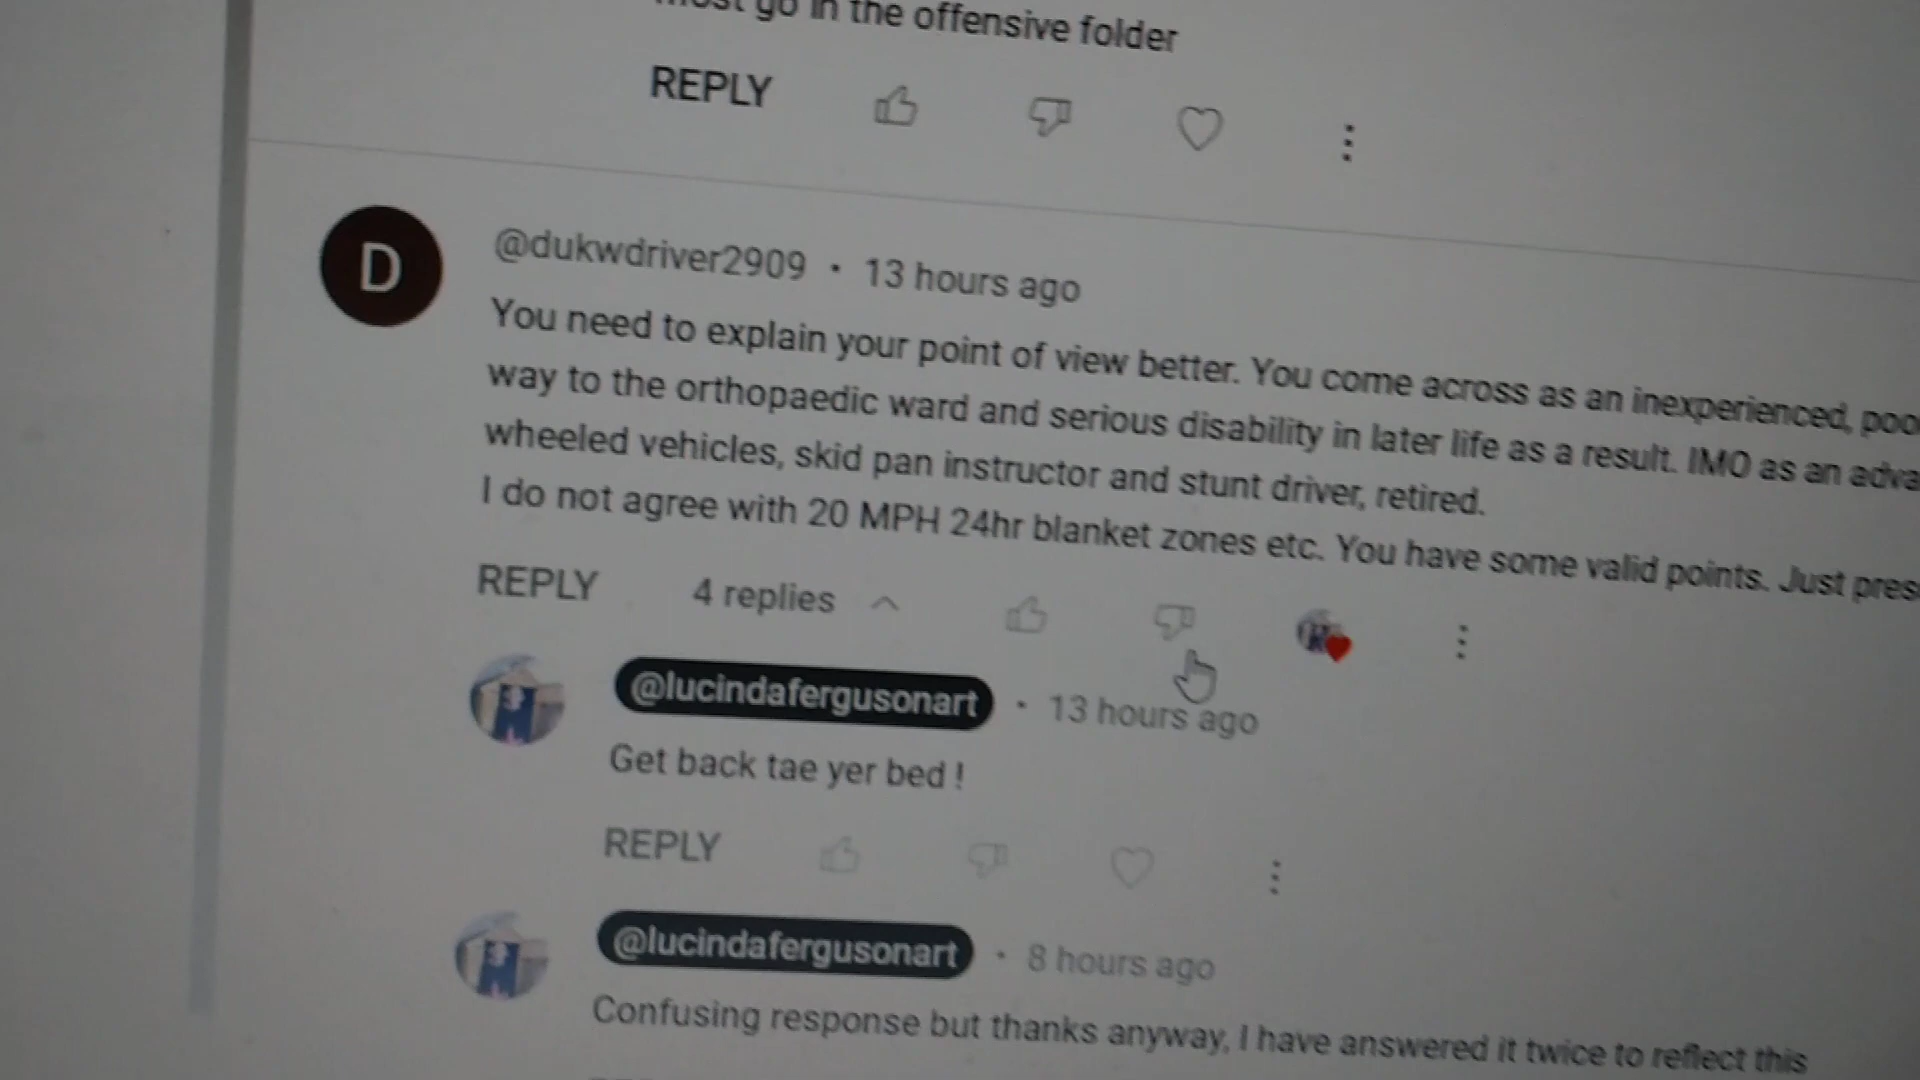 go in the offensive folder
REPLY
D
@dukwdriver2909 · 13 hours ago
You need to explain your point of view better. You come across as an inexperienced,
way to the orthopaedic ward and serious disability in later life as a result. IMO as an
wheeled vehicles, skid pan instructor and stunt driver, retired.
I do not agree with 20 MPH 24hr blanket zones etc. You have some valid points. Just
REPLY 4 replies
@lucindafergusonart · 13 hours ago
Get back tae yer bed !
REPLY
@lucindafergusonart · 8 hours ago
Confusing response but thanks anyway, I have answered it twice to reflect this